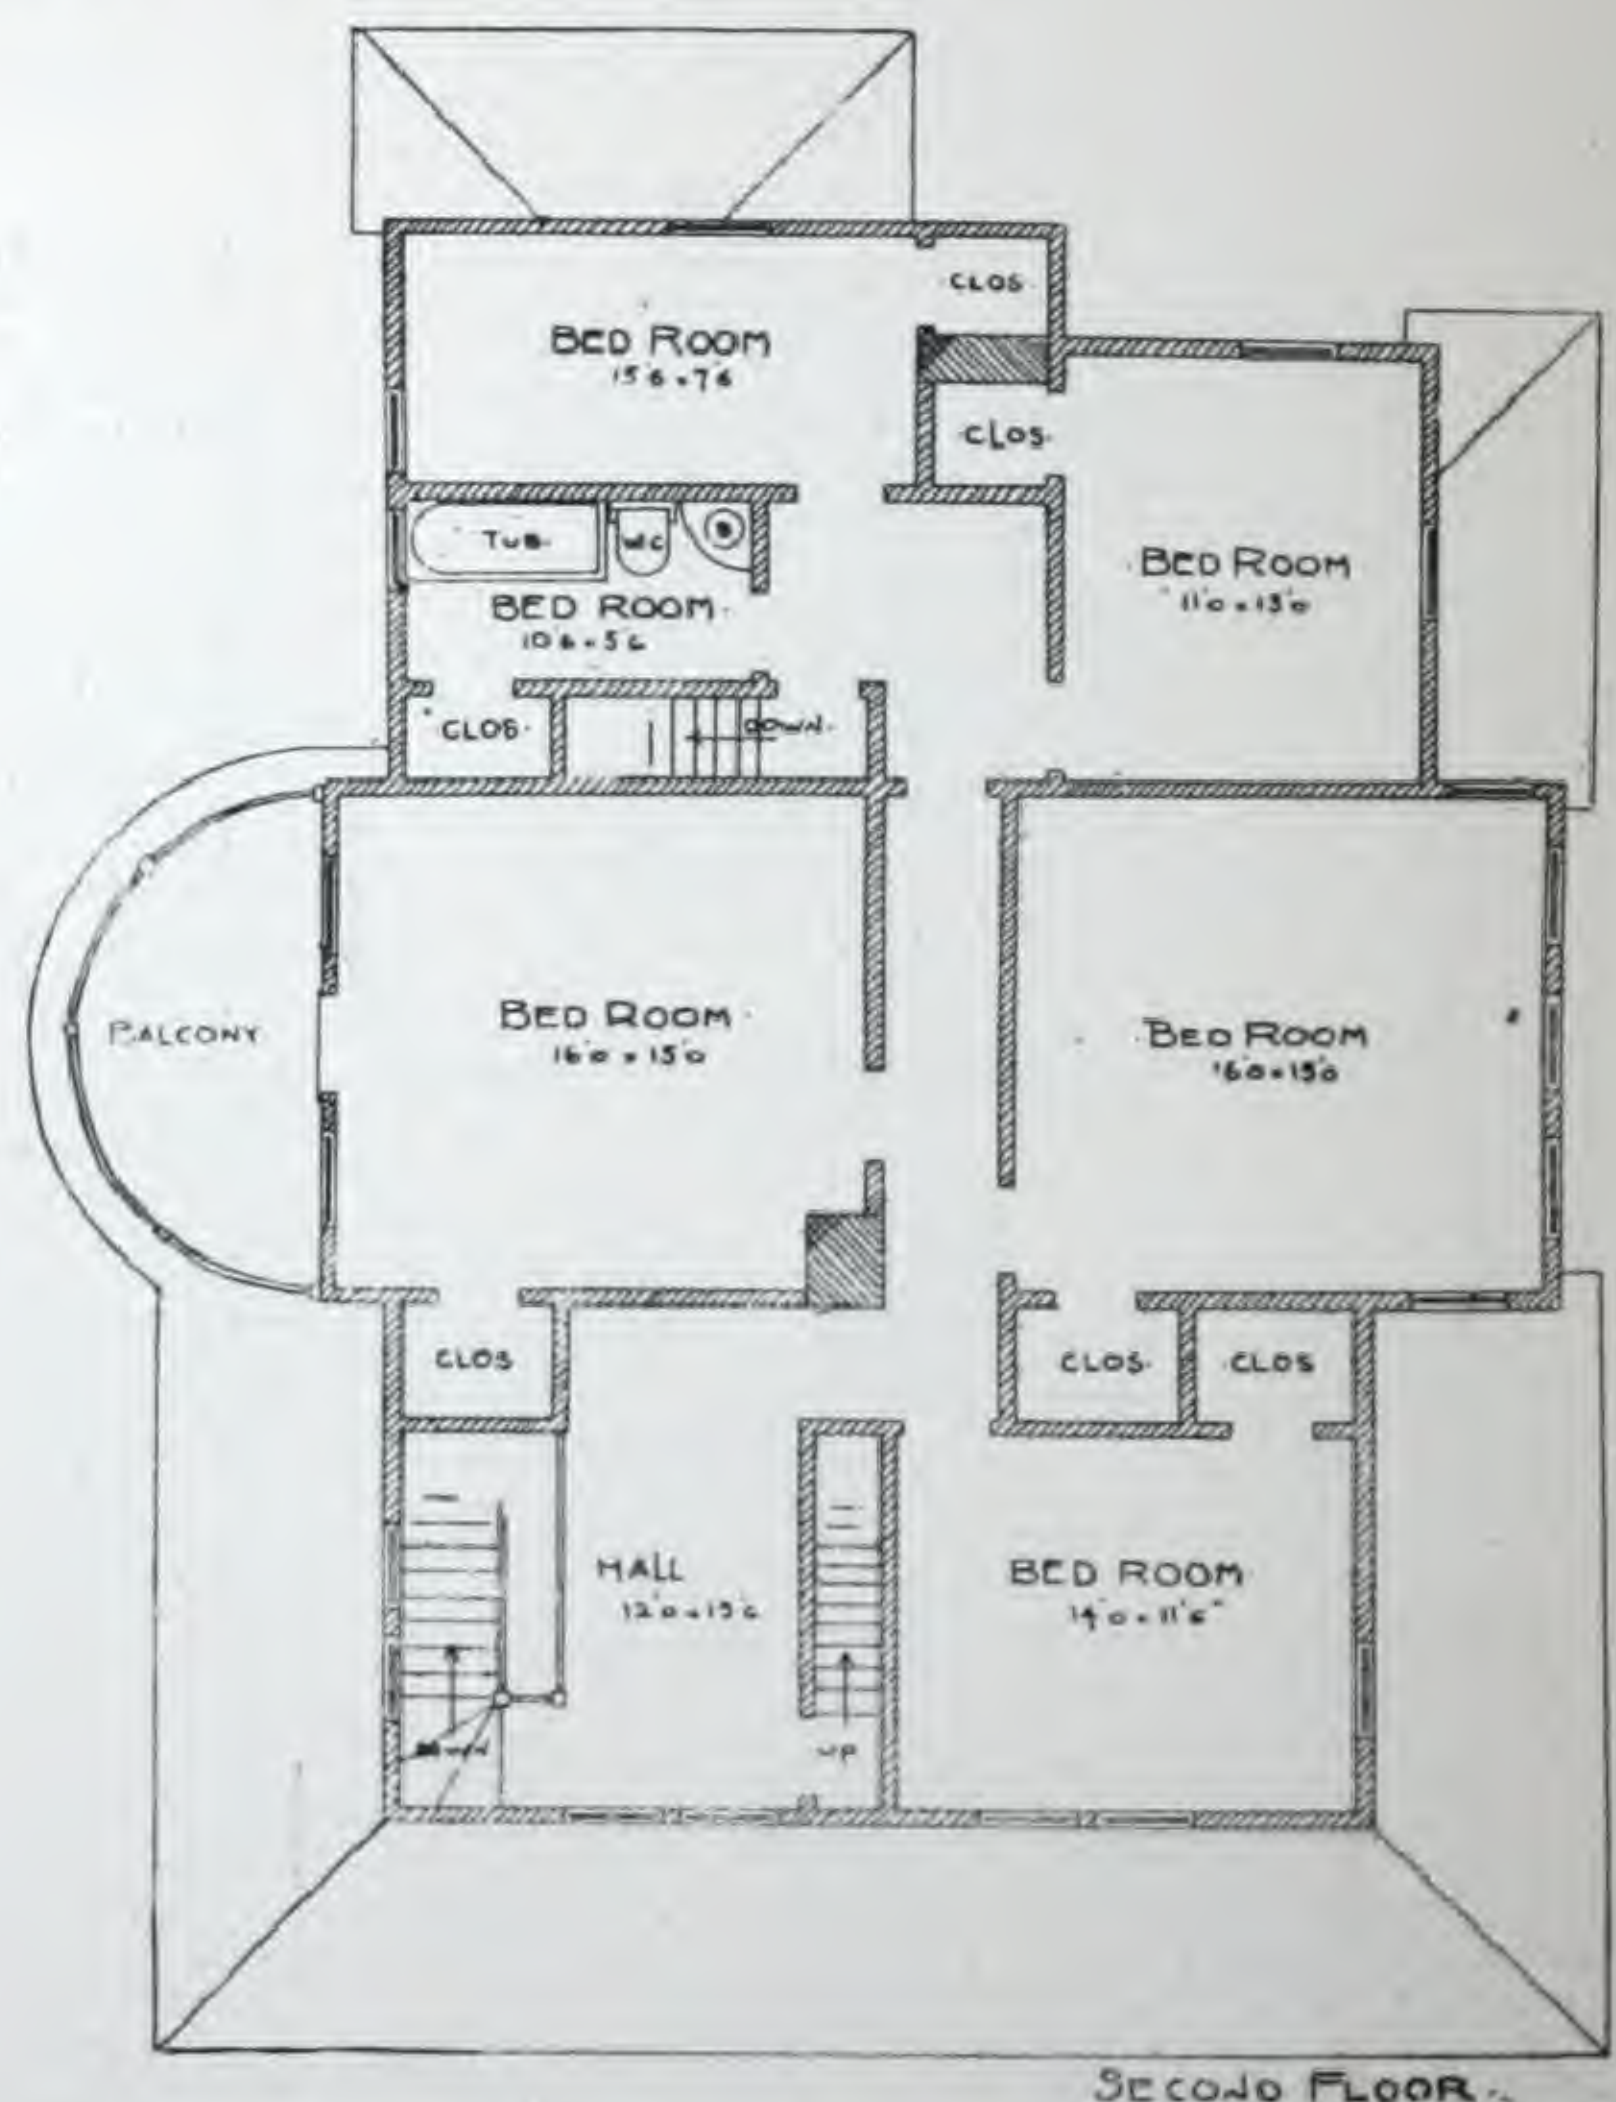 CLOS
BED ROOM
15'6 x 7'6
CLOS.
TUB.
W.C
B
BED ROOM
11'0 x 13'0
BED ROOM.
10'6 x 5'6
CLOS.
DOWN.
BED ROOM
16'0 x 15'0
BALCONY
BED ROOM
16'0 x 15'0
CLOS
CLOS.
CLOS
HALL
12'0 x 15'6
BED ROOM
14'0 x 11'6"
DOWN
UP
SECOND FLOOR.